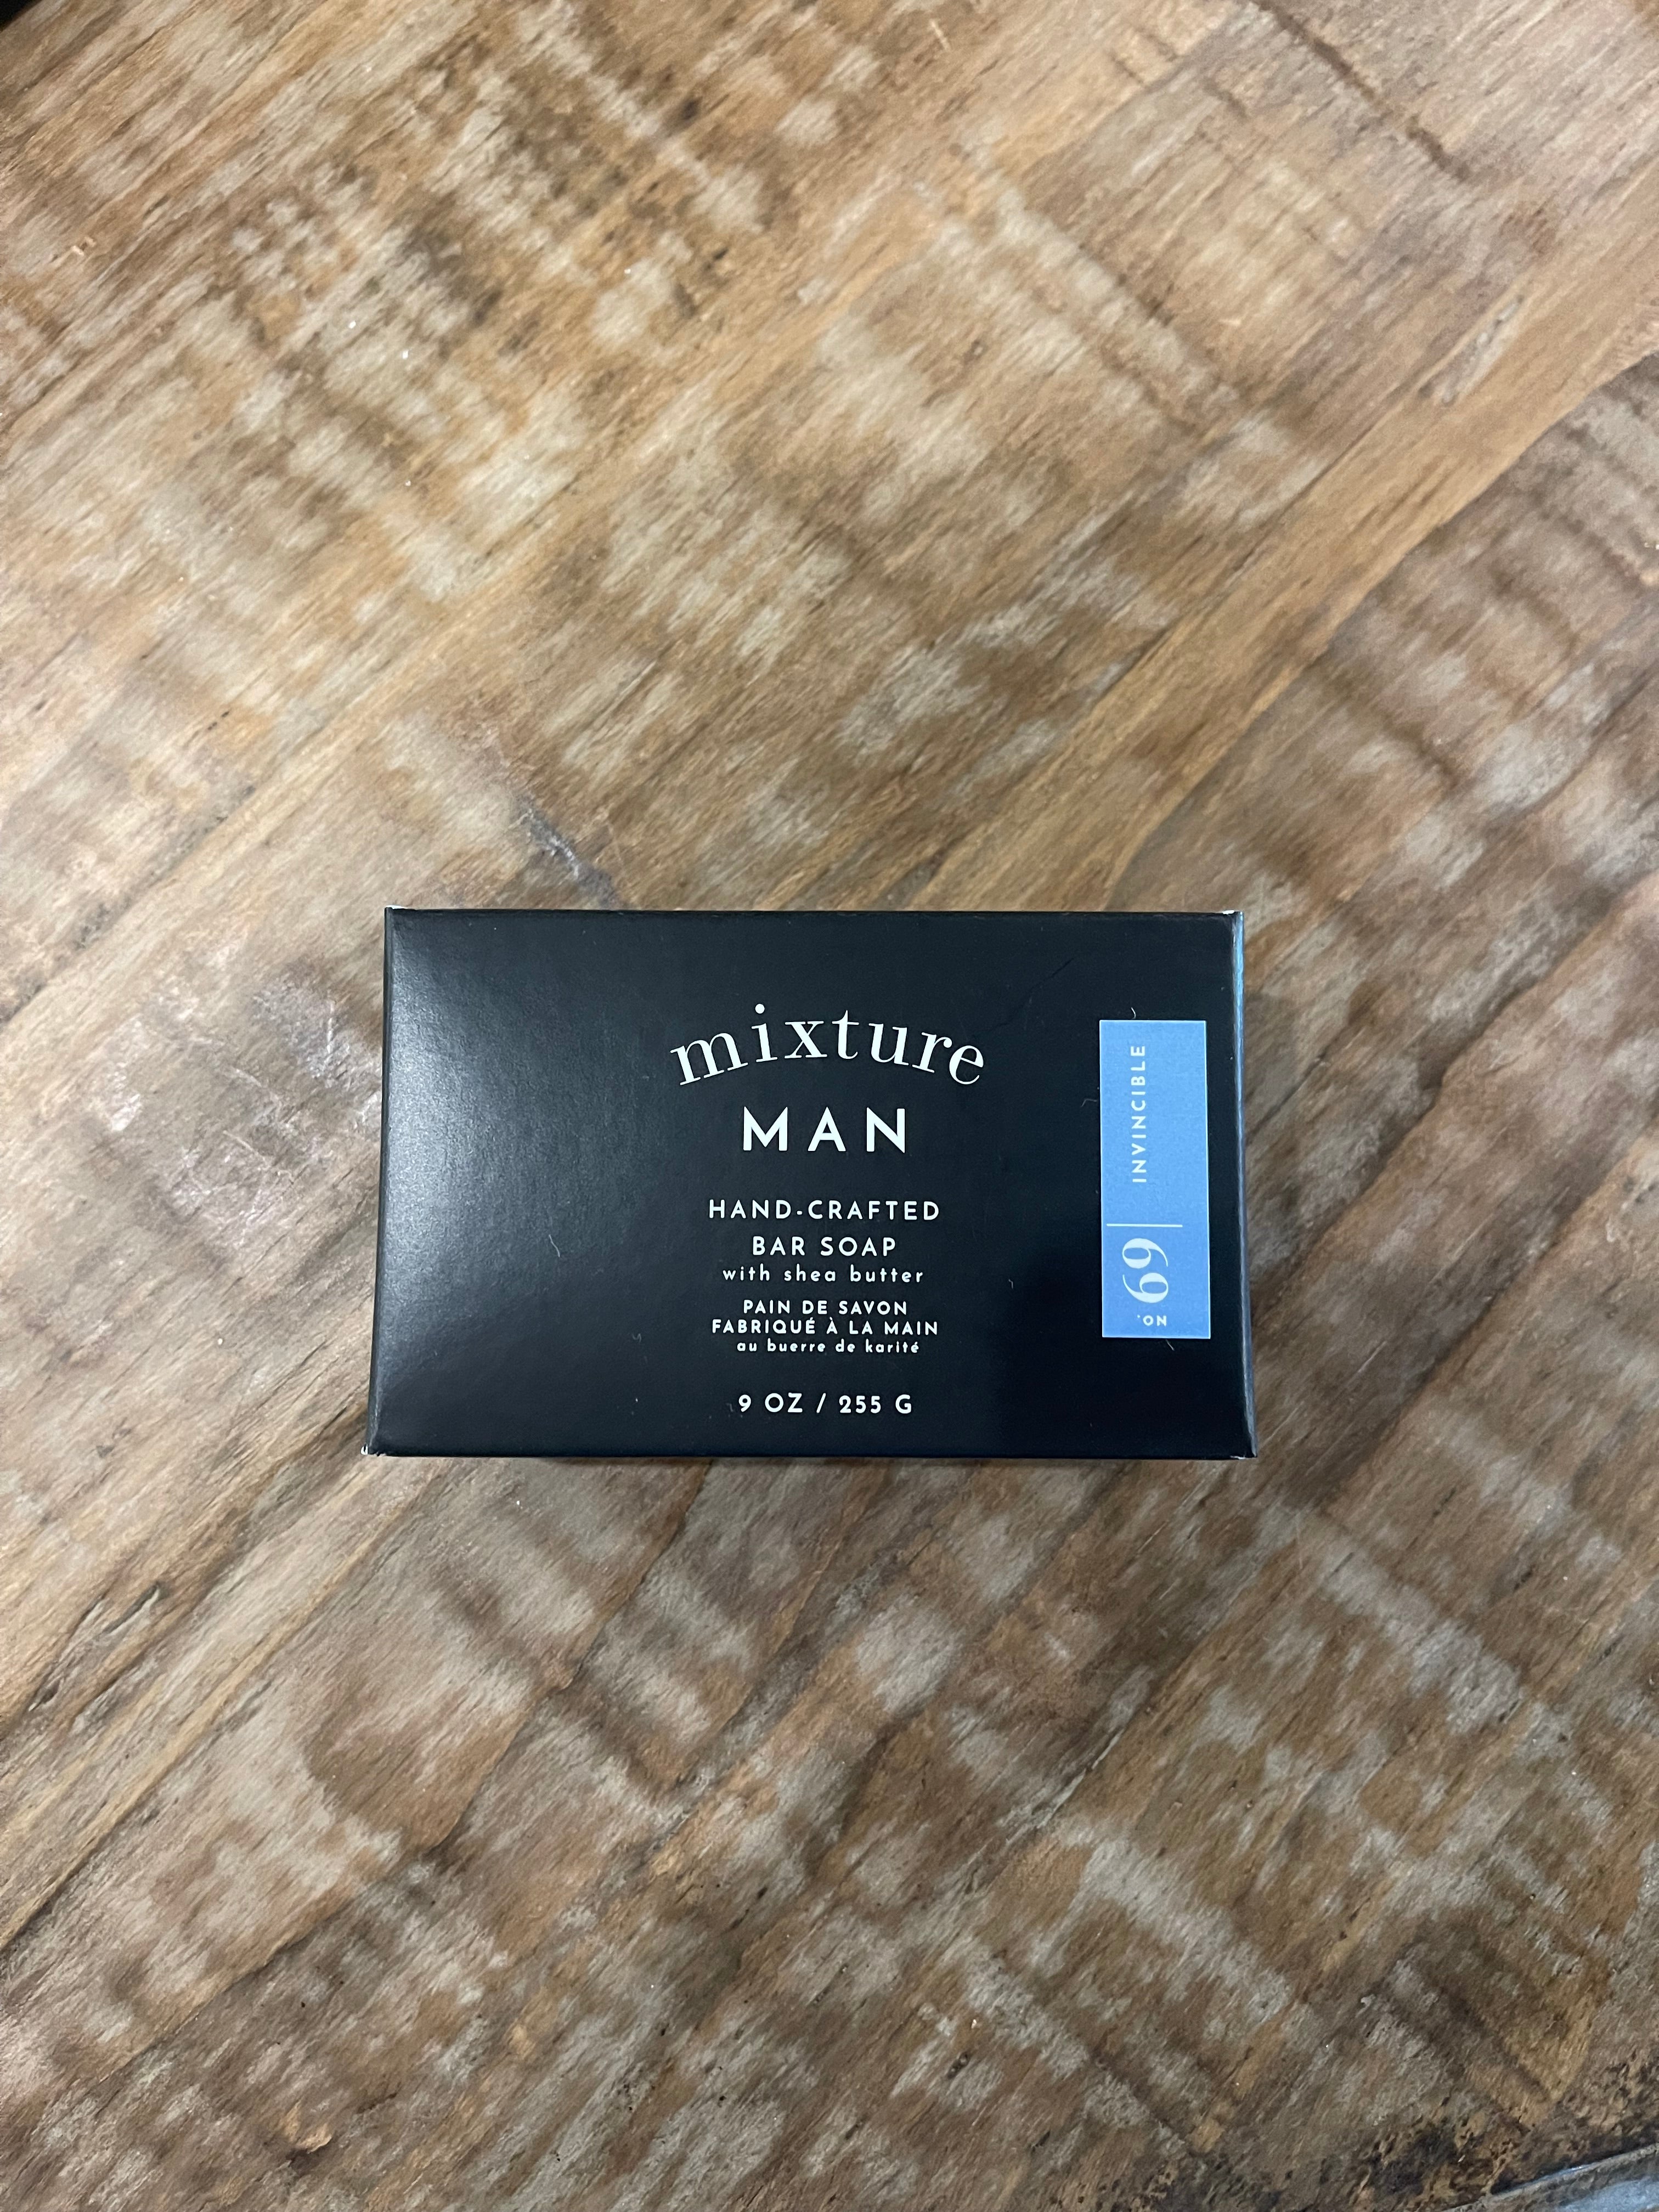 mixture
MAN
HAND-CRAFTED
BAR SOAP
with shea butter
PAIN DE SAVON
FABRIQUÉ À LA MAIN
au buerre de karité
9 OZ / 255 G
NO. 69 INVINCIBLE